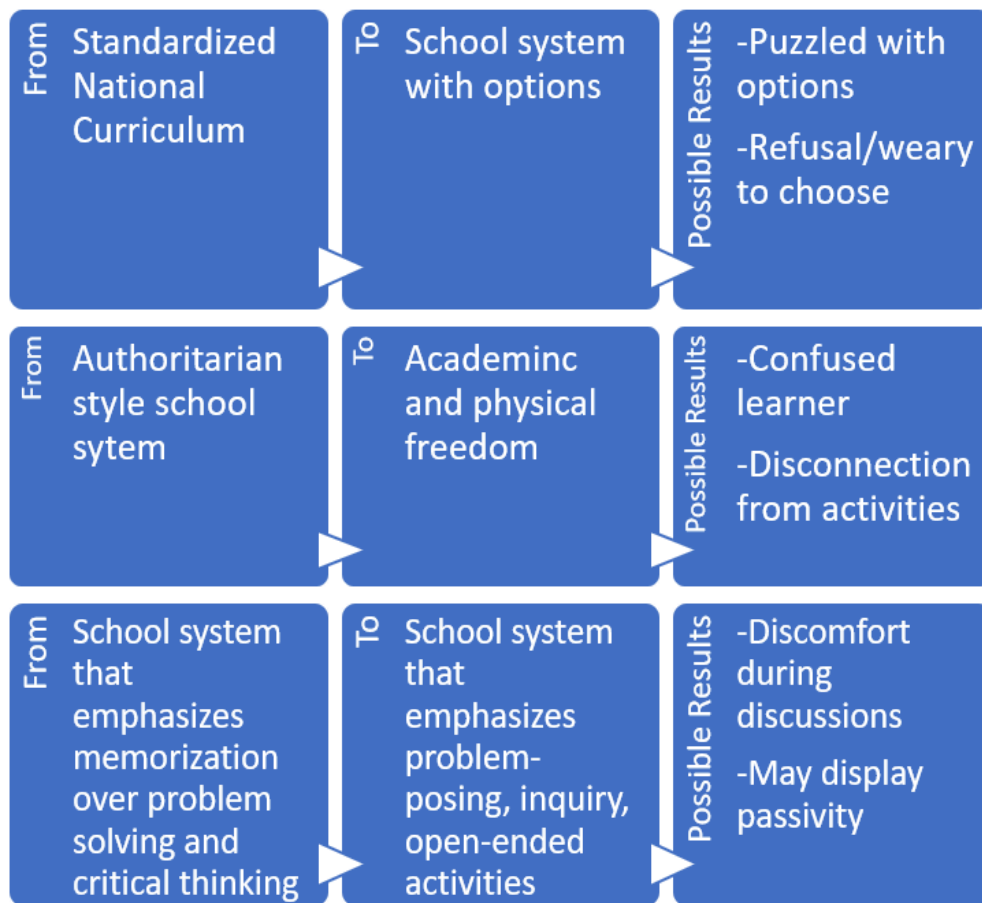 From
Standardized
National
Curriculum
To
School system
with options
Possible Results
-Puzzled with
options
-Refusal/weary
to choose
From
Authoritarian
style school
sytem
To
Academinc
and physical
freedom
Possible Results
-Confused
learner
-Disconnection
from activities
From
School system
that
emphasizes
memorization
over problem
solving and
critical thinking
To
School system
that
emphasizes
problem-
posing, inquiry,
open-ended
activities
Possible Results
-Discomfort
during
discussions
-May display
passivity